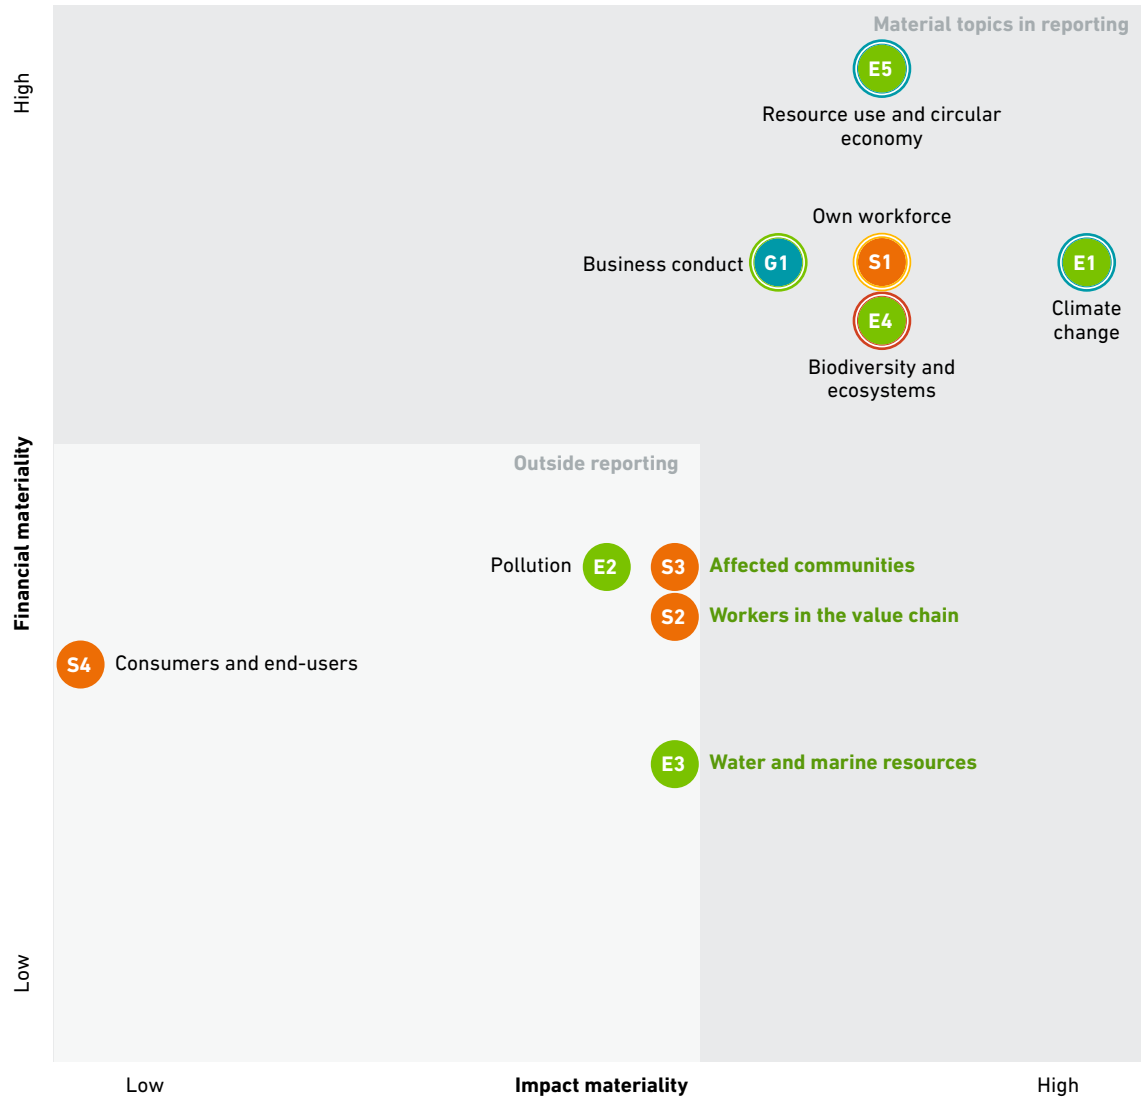 Material topics in reporting
High
E5
Resource use and circular
economy
Own workforce
Business conduct
G1
S1
E1
E4
Climate
change
Biodiversity and
ecosystems
Financial materiality
Outside reporting
Pollution
E2
S3
Affected communities
S2
Workers in the value chain
S4
Consumers and end-users
E3
Water and marine resources
Low
Low
Impact materiality
High